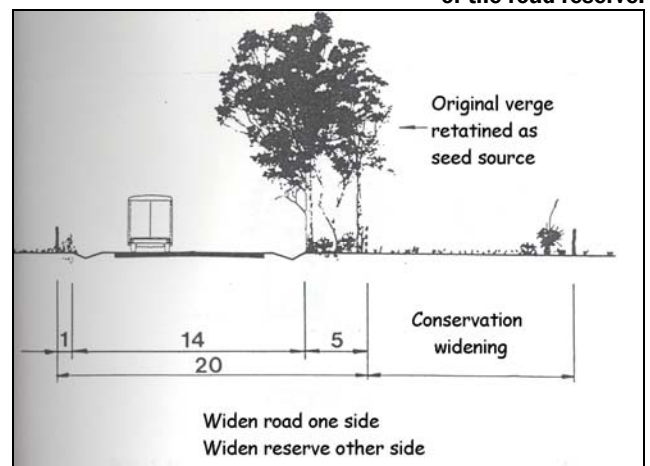 of the road reserve.
Original verge
retatined as
seed source
1
14
5
20
Conservation
widening
Widen road one side
Widen reserve other side